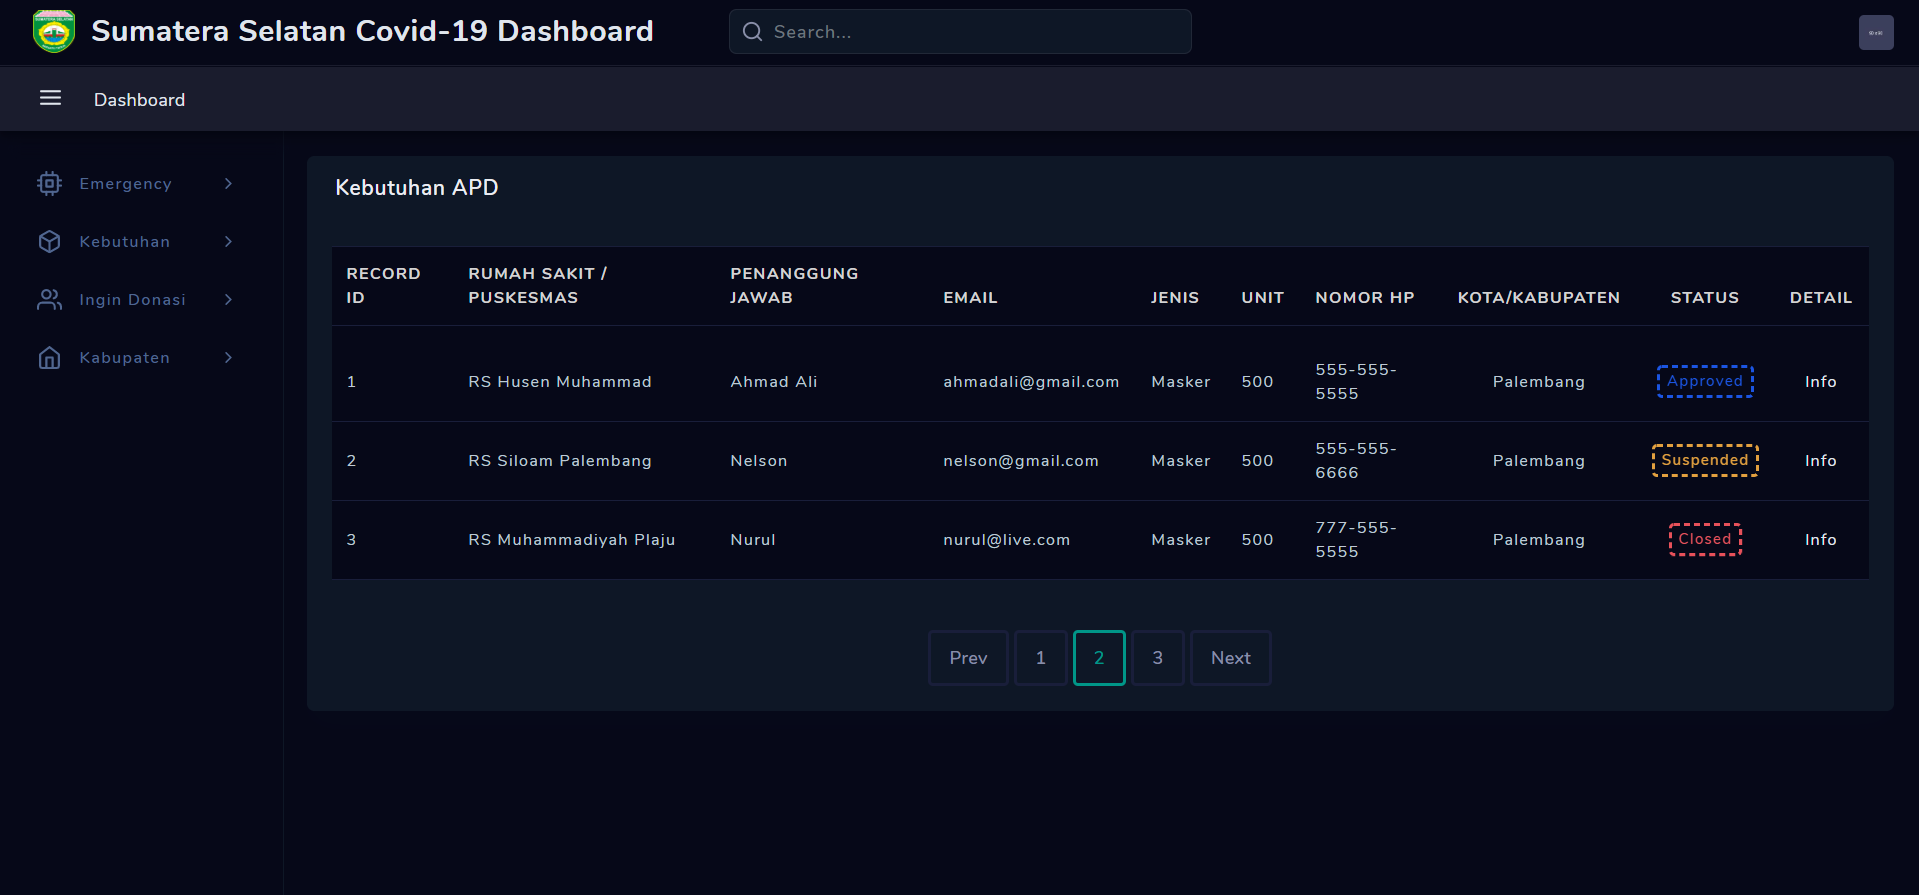 Sumatera Selatan Covid-19 Dashboard
Search...
Dashboard
Emergency
Kebutuhan
Ingin Donasi
Kabupaten
Kebutuhan APD
RECORD ID RUMAH SAKIT / PUSKESMAS PENANGGUNG JAWAB EMAIL JENIS UNIT NOMOR HP KOTA/KABUPATEN STATUS DETAIL
1 RS Husen Muhammad Ahmad Ali ahmadali@gmail.com Masker 500 555-555-5555 Palembang Approved Info
2 RS Siloam Palembang Nelson nelson@gmail.com Masker 500 555-555-6666 Palembang Suspended Info
3 RS Muhammadiyah Plaju Nurul nurul@live.com Masker 500 777-555-5555 Palembang Closed Info
Prev 1 2 3 Next